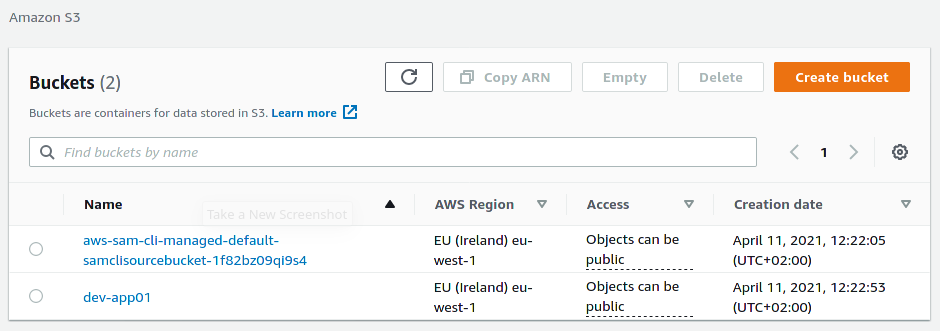 Amazon S3
Buckets (2)
Copy ARN
Empty
Delete
Create bucket
Buckets are containers for data stored in S3. Learn more
Find buckets by name
1
Name
AWS Region
Access
Creation date
Take a New Screenshot
aws-sam-cli-managed-default-
samclisourcebucket-1f82bz09qi9s4
EU (Ireland) eu-
west-1
Objects can be
public
April 11, 2021, 12:22:05
(UTC+02:00)
dev-app01
EU (Ireland) eu-
west-1
Objects can be
public
April 11, 2021, 12:22:53
(UTC+02:00)